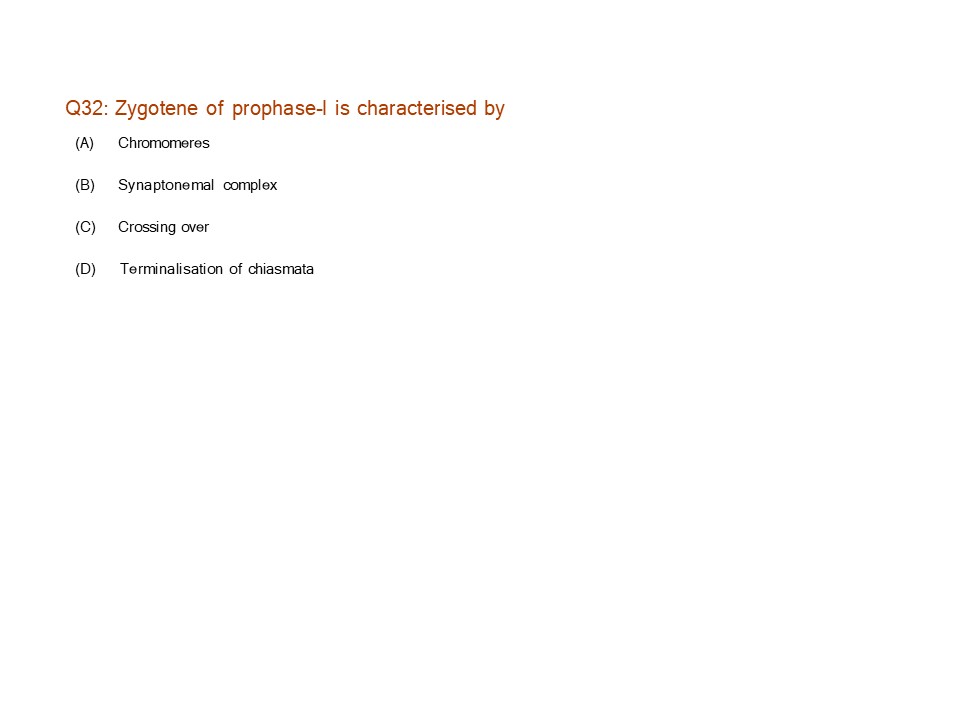 Q32: Zygotene of prophase-I is characterised by
(A) Chromomeres
(B) Synaptonemal complex
(C) Crossing over
(D) Terminalisation of chiasmata